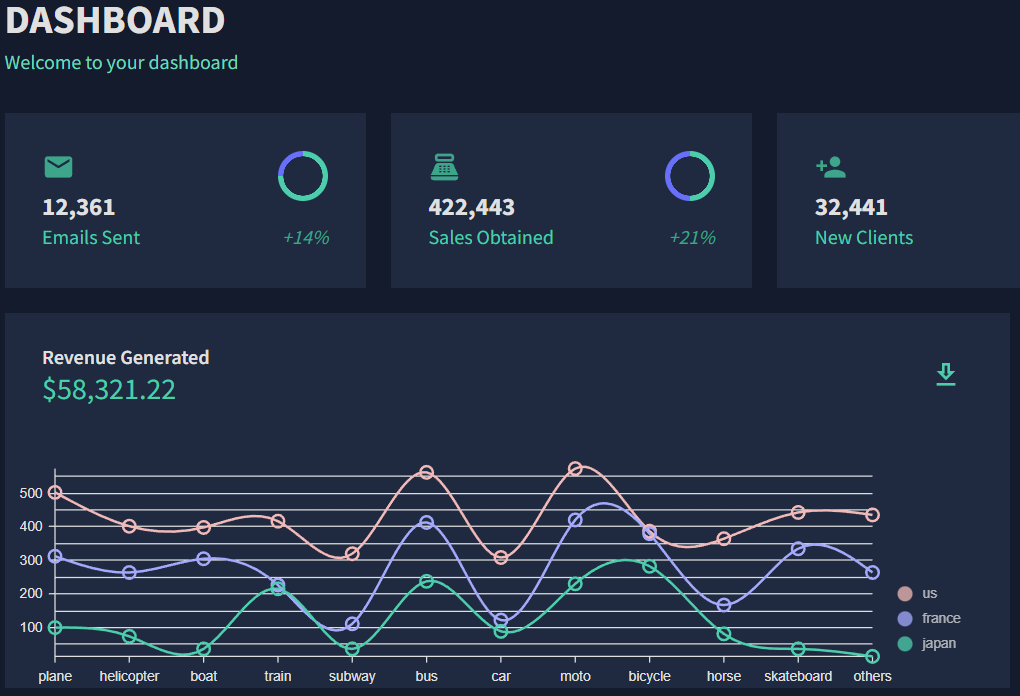 DASHBOARD
Welcome to your dashboard
12,361
Emails Sent
+14%
422,443
Sales Obtained
+21%
32,441
New Clients
Revenue Generated
$58,321.22
500
400
300
200
100
plane helicopter boat train subway bus car moto bicycle horse skateboard others
us
france
japan